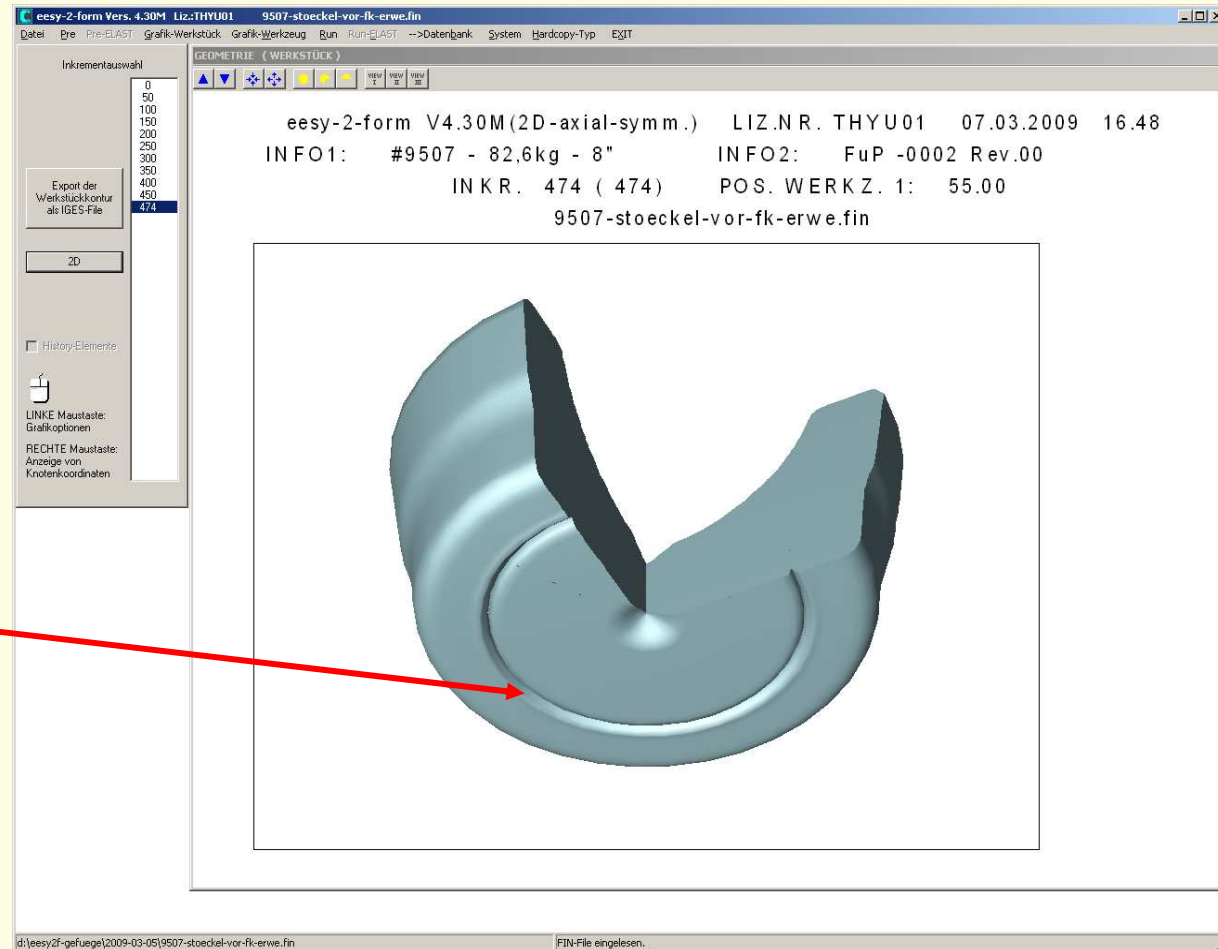 eesy-2-form Vers. 4.30M Liz.:THYU01 9507-stoeckel-vor-fk-erwe.fin
Datei Pre Pre-ELAST Grafik-Werkstück Grafik-Werkzeug Run Run-ELAST -->Datenbank System Hardcopy-Typ EXIT
Inkrementauswahl
0
50
100
150
200
250
300
350
400
450
474
Export der
Werkstückkontur
als IGES-File
2D
History-Elemente
LINKE Maustaste:
Grafikoptionen
RECHTE Maustaste:
Anzeige von
Knotenkoordinaten
GEOMETRIE ( WERKSTÜCK )
VIEW I VIEW II VIEW III
eesy-2-form V4.30M(2D-axial-symm.) LIZ.NR. THYU01 07.03.2009 16.48
INFO1: #9507 - 82,6kg - 8" INFO2: FuP -0002 Rev.00
INKR. 474 ( 474) POS. WERKZ. 1: 55.00
9507-stoeckel-vor-fk-erwe.fin
d:\eesy2f-gefuege\2009-03-05\9507-stoeckel-vor-fk-erwe.fin FIN-File eingelesen.